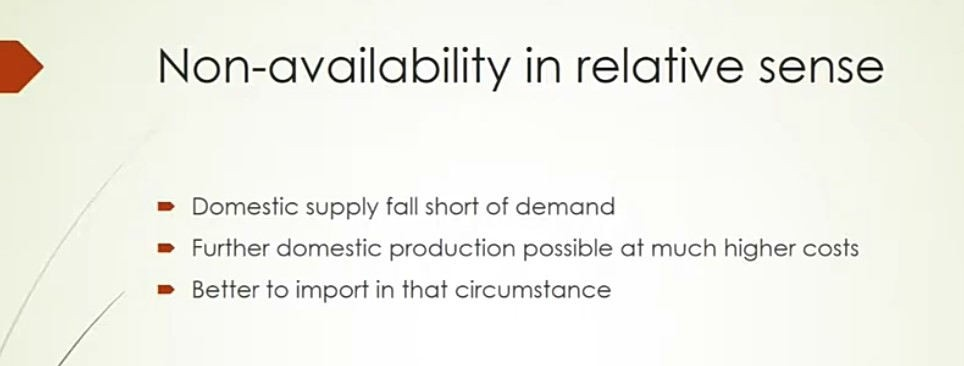 Non-availability in relative sense
Domestic supply fall short of demand
Further domestic production possible at much higher costs
Better to import in that circumstance